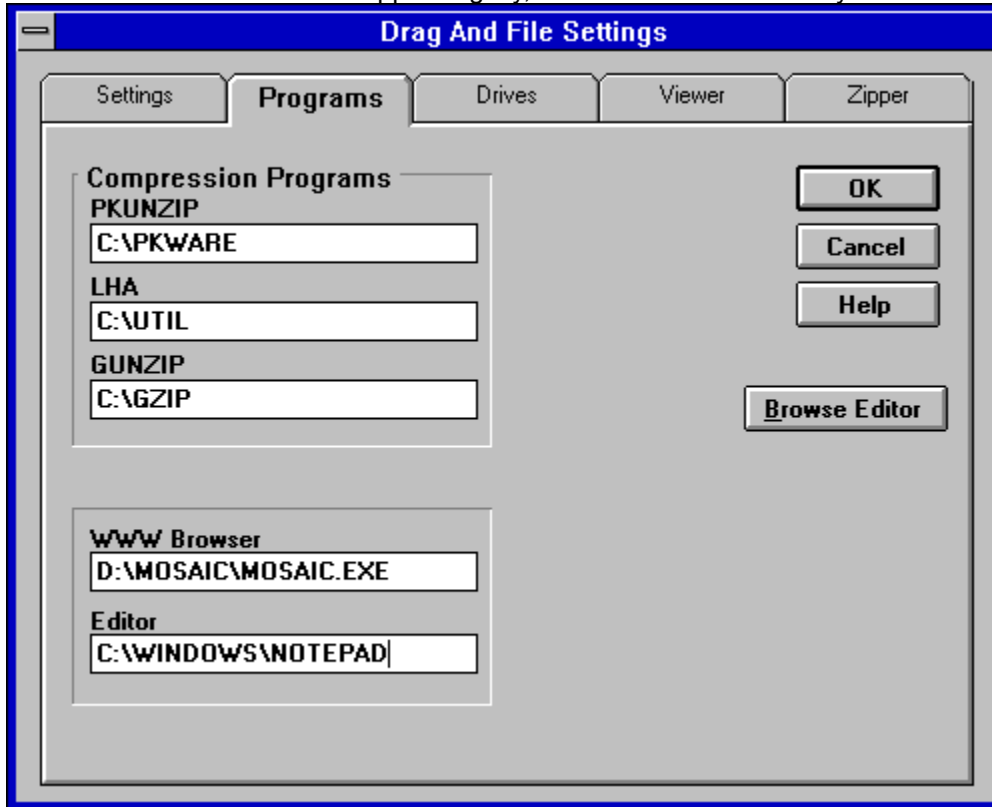 Drag And File Settings
Settings Programs Drives Viewer Zipper
Compression Programs
PKUNZIP
C:\PKWARE
LHA
C:\UTIL
GUNZIP
C:\GZIP
OK
Cancel
Help
Browse Editor
WWW Browser
D:\MOSAIC\MOSAIC.EXE
Editor
C:\WINDOWS\NOTEPAD